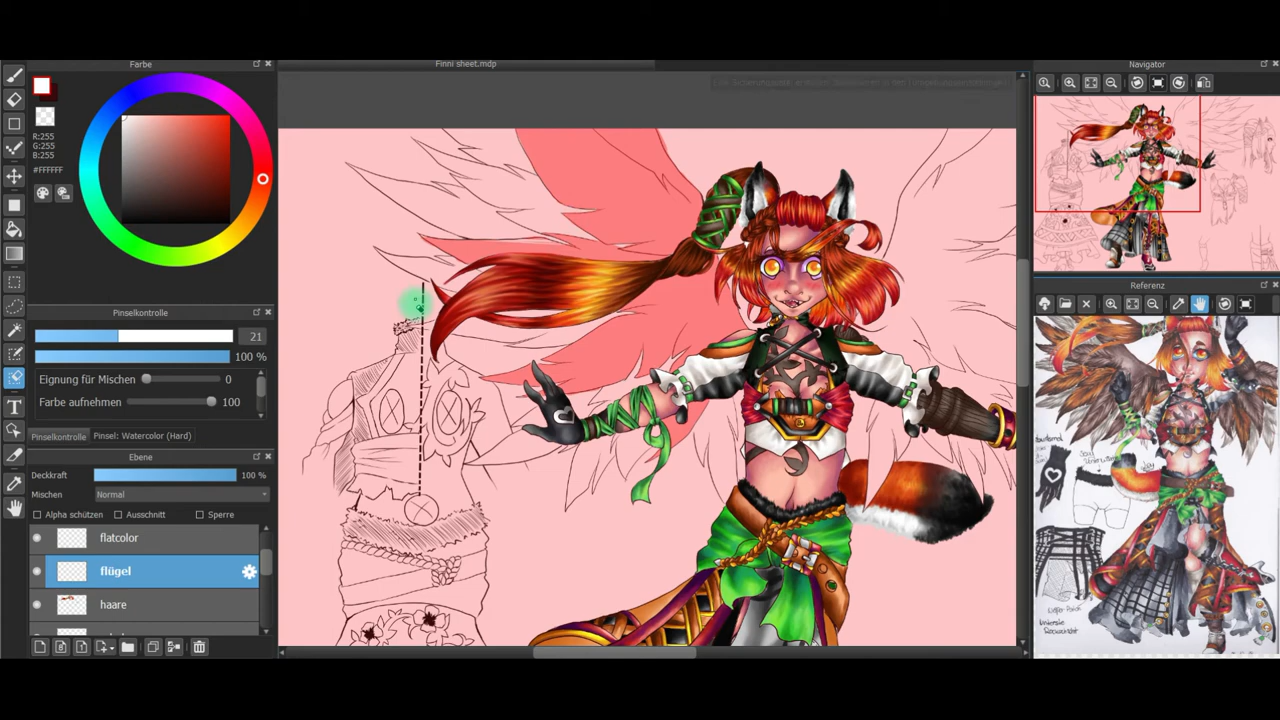 Farbe
Finni sheet.mdp
Navigator
R:255
G:255
B:255
#FFFFFF
Referenz
Pinselkontrolle
21
100 %
Eignung für Mischen
0
Farbe aufnehmen
100
Pinselkontrolle
Pinsel: Watercolor (Hard)
Ebene
Deckkraft
100 %
Mischen
Normal
Alpha schützen
Ausschnitt
Sperre
flatcolor
flügel
haare